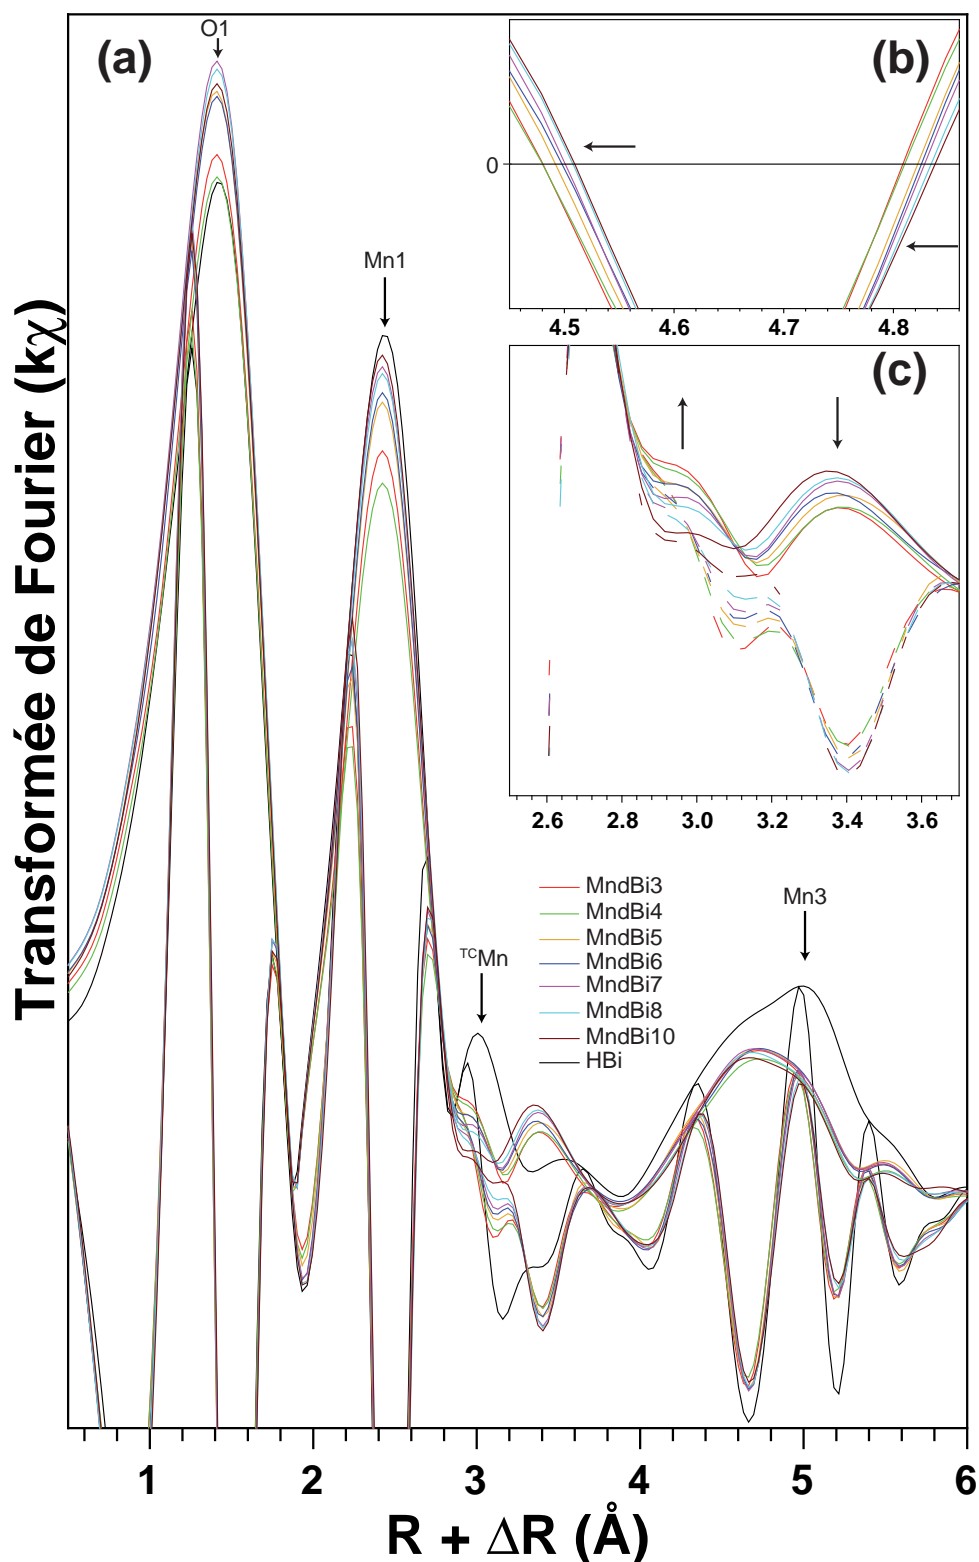 O1
(a)
(b)
0
4.5 4.6 4.7 4.8
Mn1
(c)
2.6 2.8 3.0 3.2 3.4 3.6
Transformée de Fourier (kχ)
MndBi3
MndBi4
MndBi5
MndBi6
MndBi7
MndBi8
MndBi10
HBi
TCMn
Mn3
1 2 3 4 5 6
R + ΔR (Å)